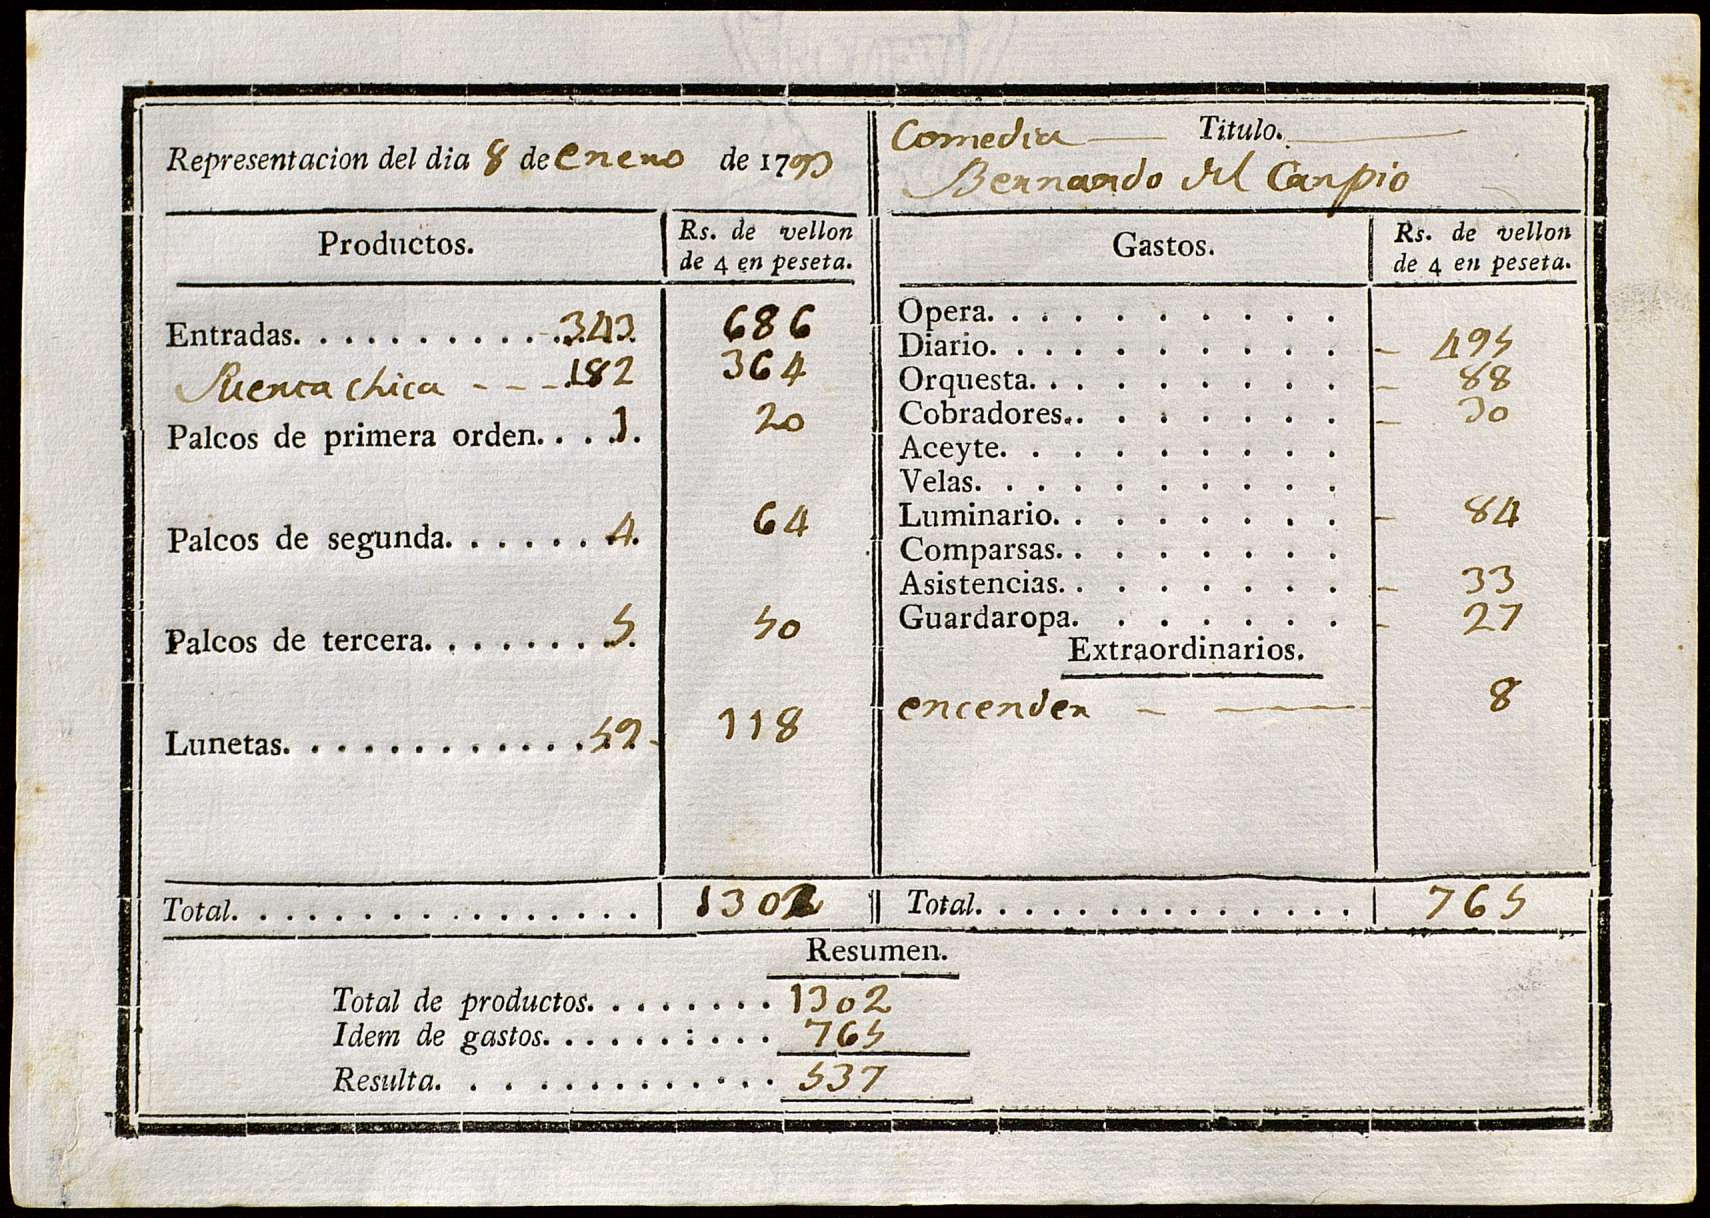 Representacion del dia 8 de enero de 17
Comedia Titulo.
Bernardo del Carpio
Productos. Rs. de vellon de 4 en peseta.
Entradas. . . . . . . . . . . . 343 686
Puerta chica - - - 182 364
Palcos de primera orden. . . . 1. 20
Palcos de segunda. . . . . . . 4. 64
Palcos de tercera. . . . . . . . 5. 50
Lunetas. . . . . . . . . . . . . 59 118
Total. . . . . . . . . . . . . . . . 1302
Gastos. Rs. de vellon de 4 en peseta.
Opera. . . . . . . . . .
Diario. . . . . . . . . . - 495
Orquesta. . . . . . . . . - 88
Cobradores. . . . . . . . - 30
Aceyte. . . . . . . . .
Velas. . . . . . . . . .
Luminario. . . . . . . . - 84
Comparsas. . . . . . . .
Asistencias. . . . . . . . - 33
Guardaropa. . . . . . . - 27
Extraordinarios.
encender - — 8
Total. . . . . . . . . . . . . . . 765
Resumen.
Total de productos. . . . . . . . 1302
Idem de gastos. . . . . . : . . . . 765
Resulta. . . . . . . . . . . . . . 537